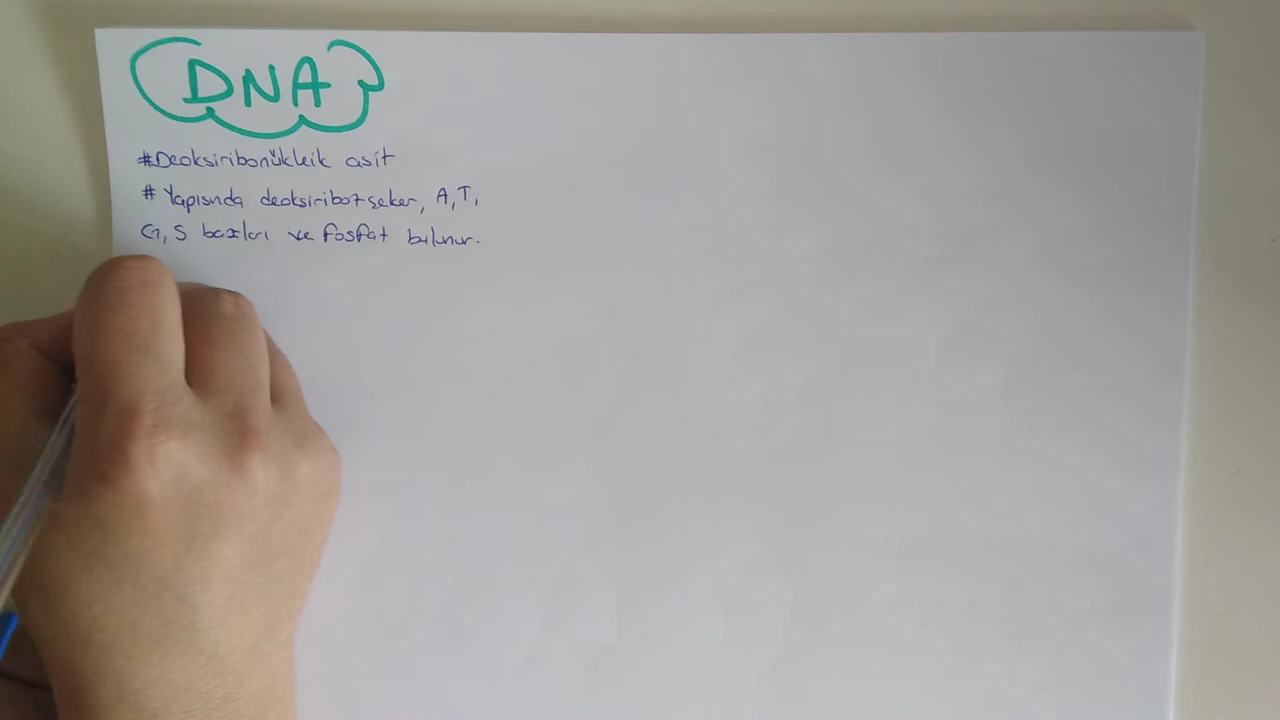 DNA
#Deoksiribonükleik asit
# Yapısında deoksiriboz şeker, A,T,
G, S bazları ve fosfat bulunur.